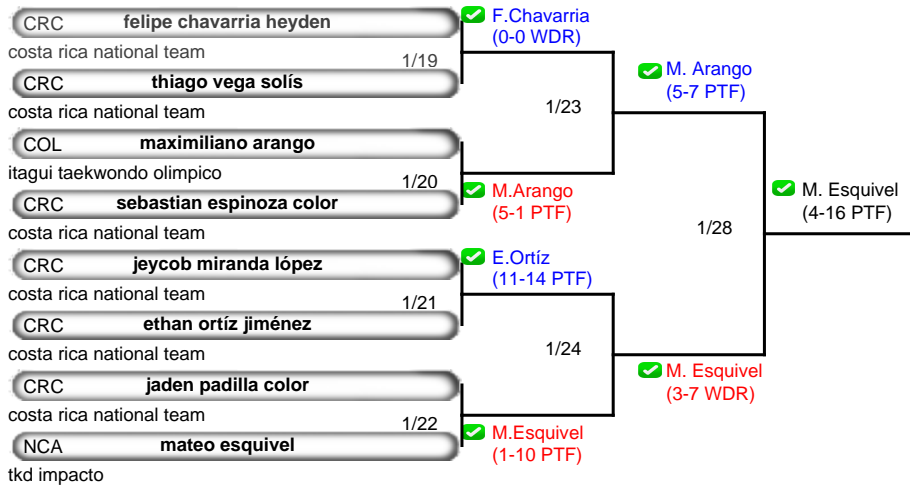 CRC felipe chavarria heyden
costa rica national team
1/19
CRC thiago vega solís
costa rica national team
COL maximiliano arango
itagui taekwondo olimpico
1/20
CRC sebastian espinoza color
costa rica national team
CRC jeycob miranda lópez
costa rica national team
1/21
CRC ethan ortíz jiménez
costa rica national team
CRC jaden padilla color
costa rica national team
1/22
NCA mateo esquivel
tkd impacto
F.Chavarria
(0-0 WDR)
1/23
M.Arango
(5-1 PTF)
E.Ortíz
(11-14 PTF)
1/24
M.Esquivel
(1-10 PTF)
M. Arango
(5-7 PTF)
1/28
M. Esquivel
(3-7 WDR)
M. Esquivel
(4-16 PTF)